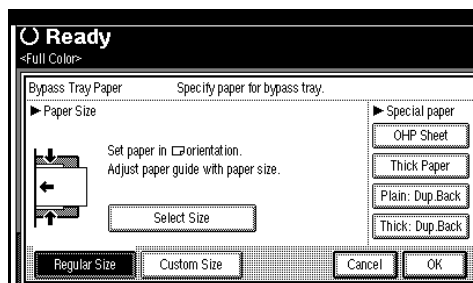 Ready
<Full Color>
Bypass Tray Paper Specify paper for bypass tray.
► Paper Size
Set paper in orientation.
Adjust paper guide with paper size.
Select Size
► Special paper
OHP Sheet
Thick Paper
Plain: Dup.Back
Thick: Dup.Back
Regular Size Custom Size Cancel OK